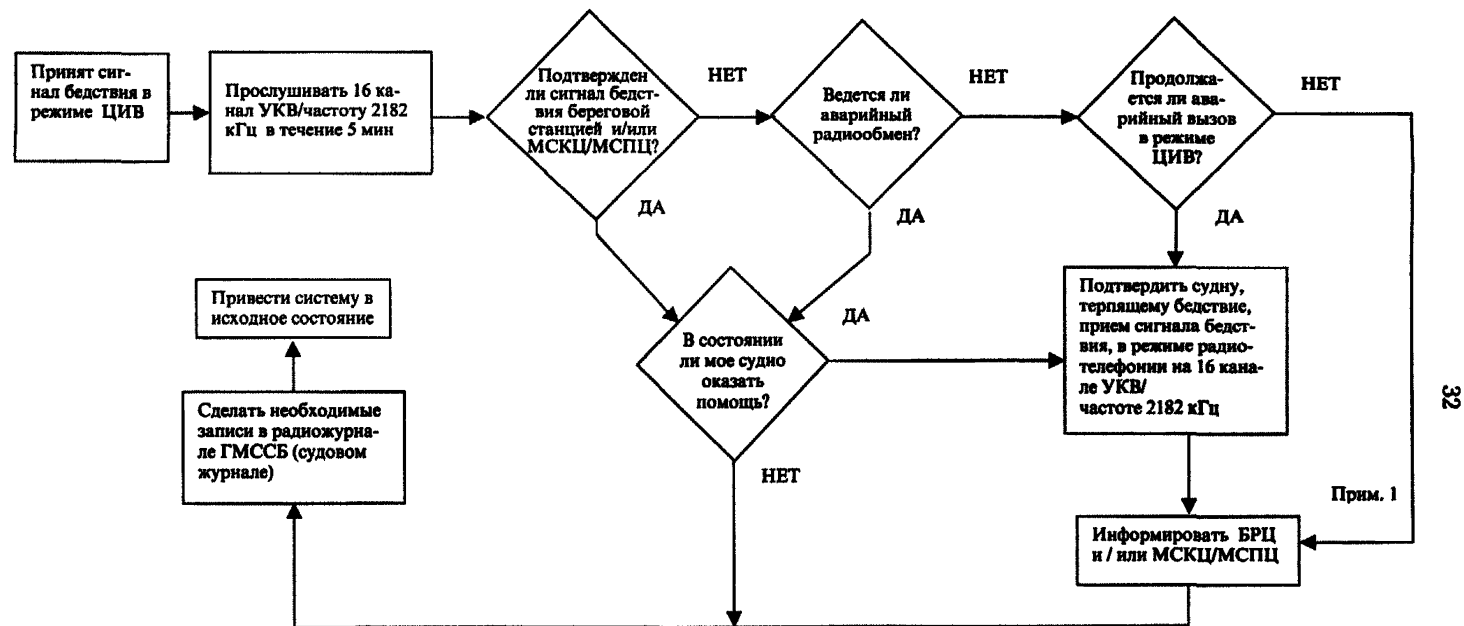 Принят сиг-
нал бедствия в
режиме ЦИВ
Прослушивать 16 ка-
нал УКВ/частоту 2182
кГц в течение 5 мин
Подтвержден
ли сигнал бедст-
вия береговой
станцией и/или
МСКЦ/МСПЦ?
НЕТ
Ведется ли
аварийный
радиообмен?
НЕТ
Продолжа-
ется ли ава-
рийный вызов
в режиме
ЦИВ?
НЕТ
ДА
ДА
ДА
Привести систему в
исходное состояние
В состоянии
ли мое судно
оказать
помощь?
ДА
Подтвердить судну,
терпящему бедствие,
прием сигнала бедст-
вия, в режиме радио-
телефонии на 16 кана-
ле УКВ/
частоте 2182 кГц
32
Сделать необходимые
записи в радиожурна-
ле ГМССБ (судовом
журнале)
НЕТ
Прим. 1
Информировать БРЦ
и / или МСКЦ/МСПЦ